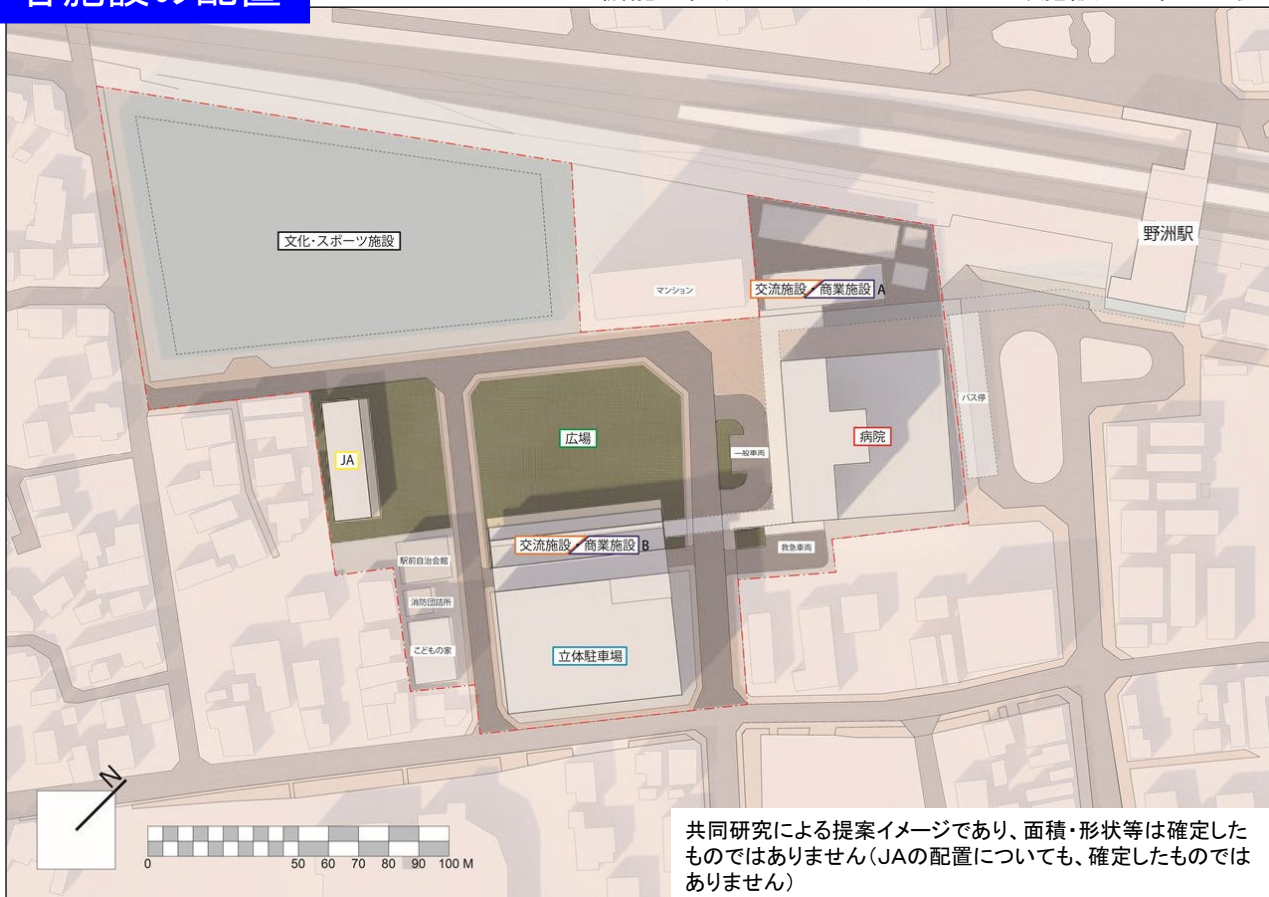 各施設の配置
文化・スポーツ施設
マンション
野洲駅
交流施設・商業施設 A
バス停
広場
一般車両
病院
JA
交流施設・商業施設 B
救急車両
駅前自治会館
消防団詰所
こどもの家
立体駐車場
N
0 50 60 70 80 90 100 M
共同研究による提案イメージであり、面積・形状等は確定した
ものではありません(JAの配置についても、確定したものでは
ありません)